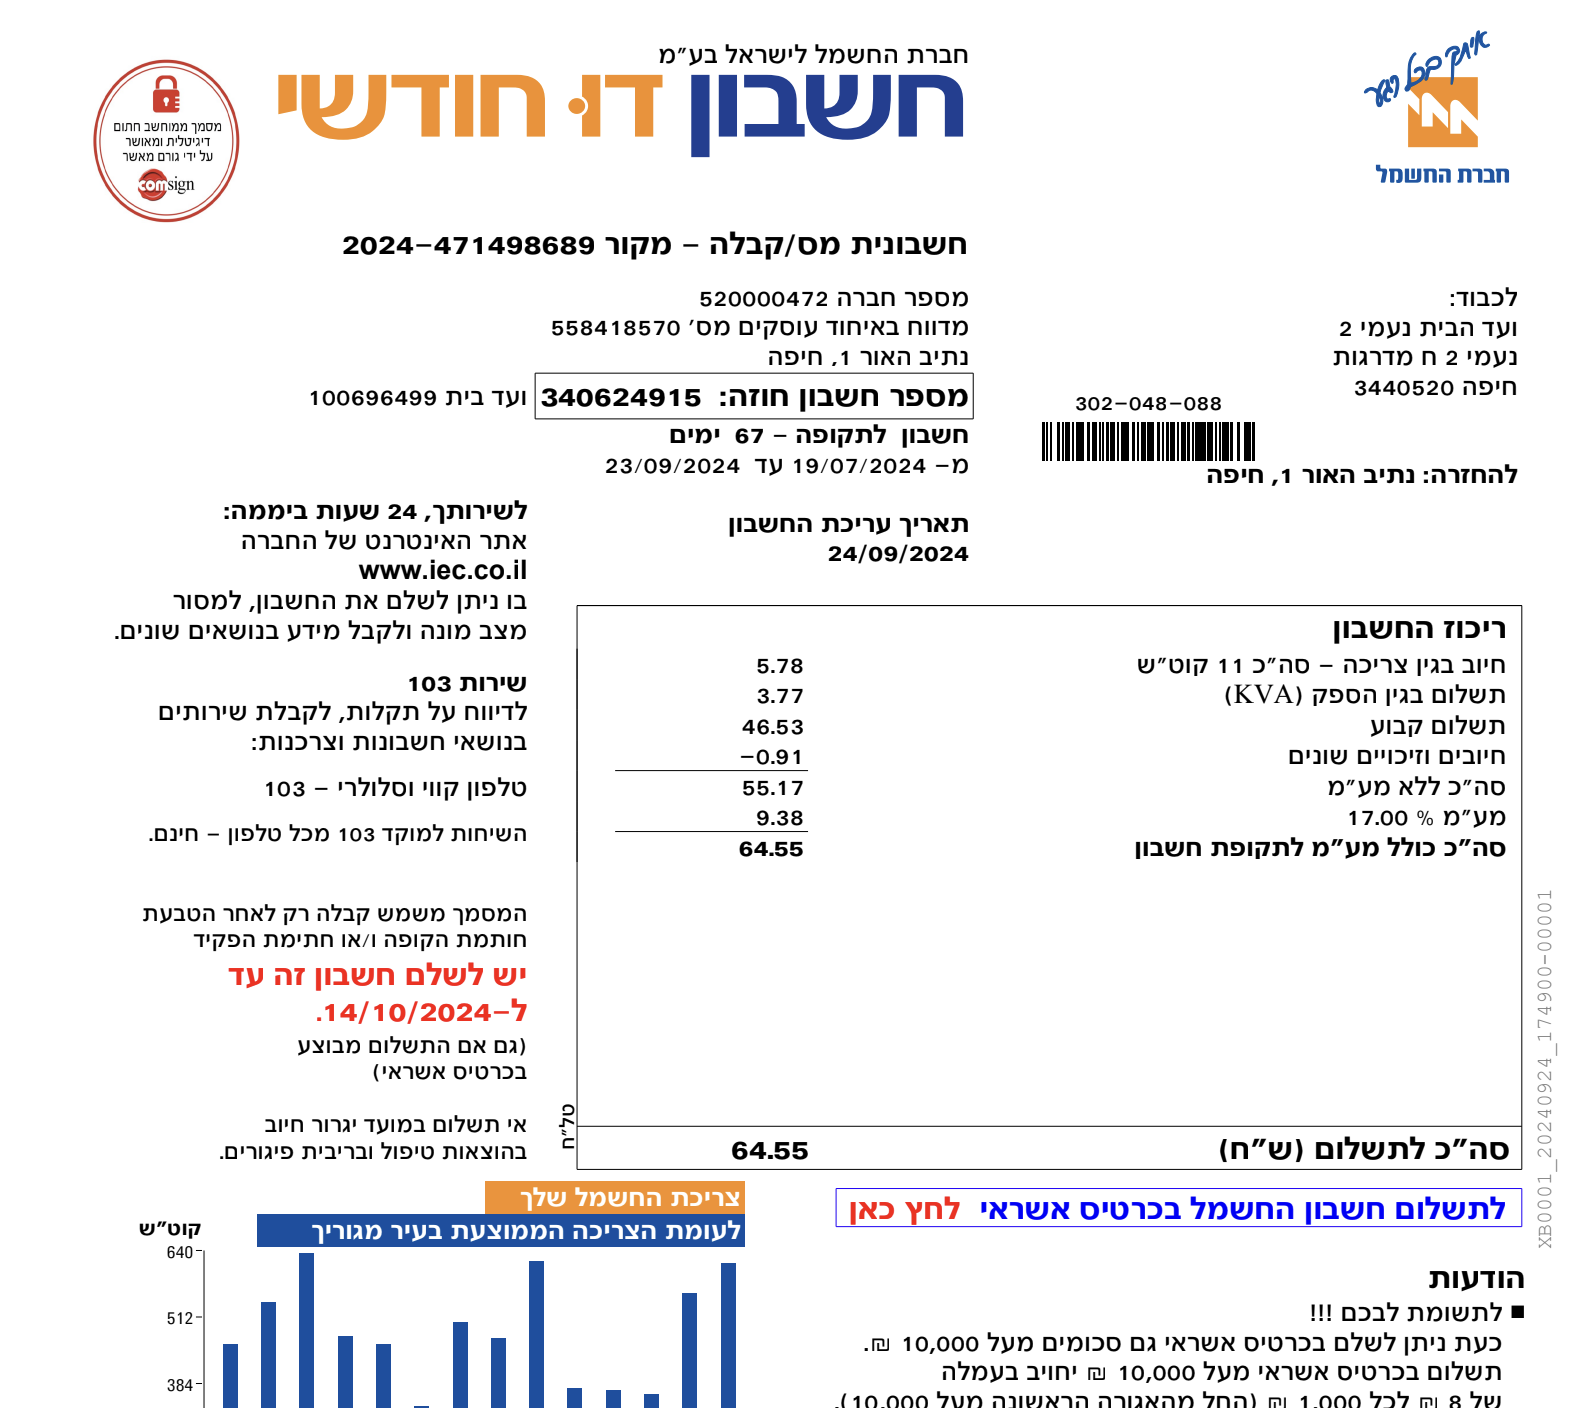 איתך בכל רגע
חברת החשמל
חברת החשמל לישראל בע״מ
חשבון דו-חודשי
מסמך ממוחשב חתום
דיגיטלית ומאושר
על ידי גורם מאשר
comsign
חשבונית מס/קבלה – מקור 2024–471498689
לכבוד:
ועד הבית נעמי 2
נעמי 2 ח מדרגות
חיפה 3440520
302–048–088
להחזרה: נתיב האור 1, חיפה
מספר חברה 520000472
מדווח באיחוד עוסקים מס׳ 558418570
נתיב האור 1, חיפה
מספר חשבון חוזה: 340624915 ועד בית 100696499
חשבון לתקופה – 67 ימים
מ– 19/07/2024 עד 23/09/2024
תאריך עריכת החשבון
24/09/2024
לשירותך, 24 שעות ביממה:
אתר האינטרנט של החברה
www.iec.co.il
בו ניתן לשלם את החשבון, למסור
מצב מונה ולקבל מידע בנושאים שונים.
שירות 103
לדיווח על תקלות, לקבלת שירותים
בנושאי חשבונות וצרכנות:
טלפון קווי וסלולרי – 103
השיחות למוקד 103 מכל טלפון – חינם.
המסמך משמש קבלה רק לאחר הטבעת
חותמת הקופה ו/או חתימת הפקיד
יש לשלם חשבון זה עד
ל–14/10/2024.
(גם אם התשלום מבוצע
בכרטיס אשראי)
אי תשלום במועד יגרור חיוב
בהוצאות טיפול ובריבית פיגורים.
ריכוז החשבון
חיוב בגין צריכה – סה״כ 11 קוט״ש 5.78
תשלום בגין הספק (KVA) 3.77
תשלום קבוע 46.53
חיובים וזיכויים שונים –0.91
סה״כ ללא מע״מ 55.17
מע״מ % 17.00 9.38
סה״כ כולל מע״מ לתקופת חשבון 64.55
סה״כ לתשלום (ש״ח) 64.55
טל״ח
XB0001_20240924_174900-00001
לתשלום חשבון החשמל בכרטיס אשראי לחץ כאן
הודעות
■ לתשומת לבכם !!!
כעת ניתן לשלם בכרטיס אשראי גם סכומים מעל 10,000 ₪.
תשלום בכרטיס אשראי מעל 10,000 ₪ יחויב בעמלה
של 8 ₪ לכל 1,000 ₪ (החל מהאגורה הראשונה מעל 10,000).
צריכת החשמל שלך
לעומת הצריכה הממוצעת בעיר מגוריך
קוט״ש
640
512
384